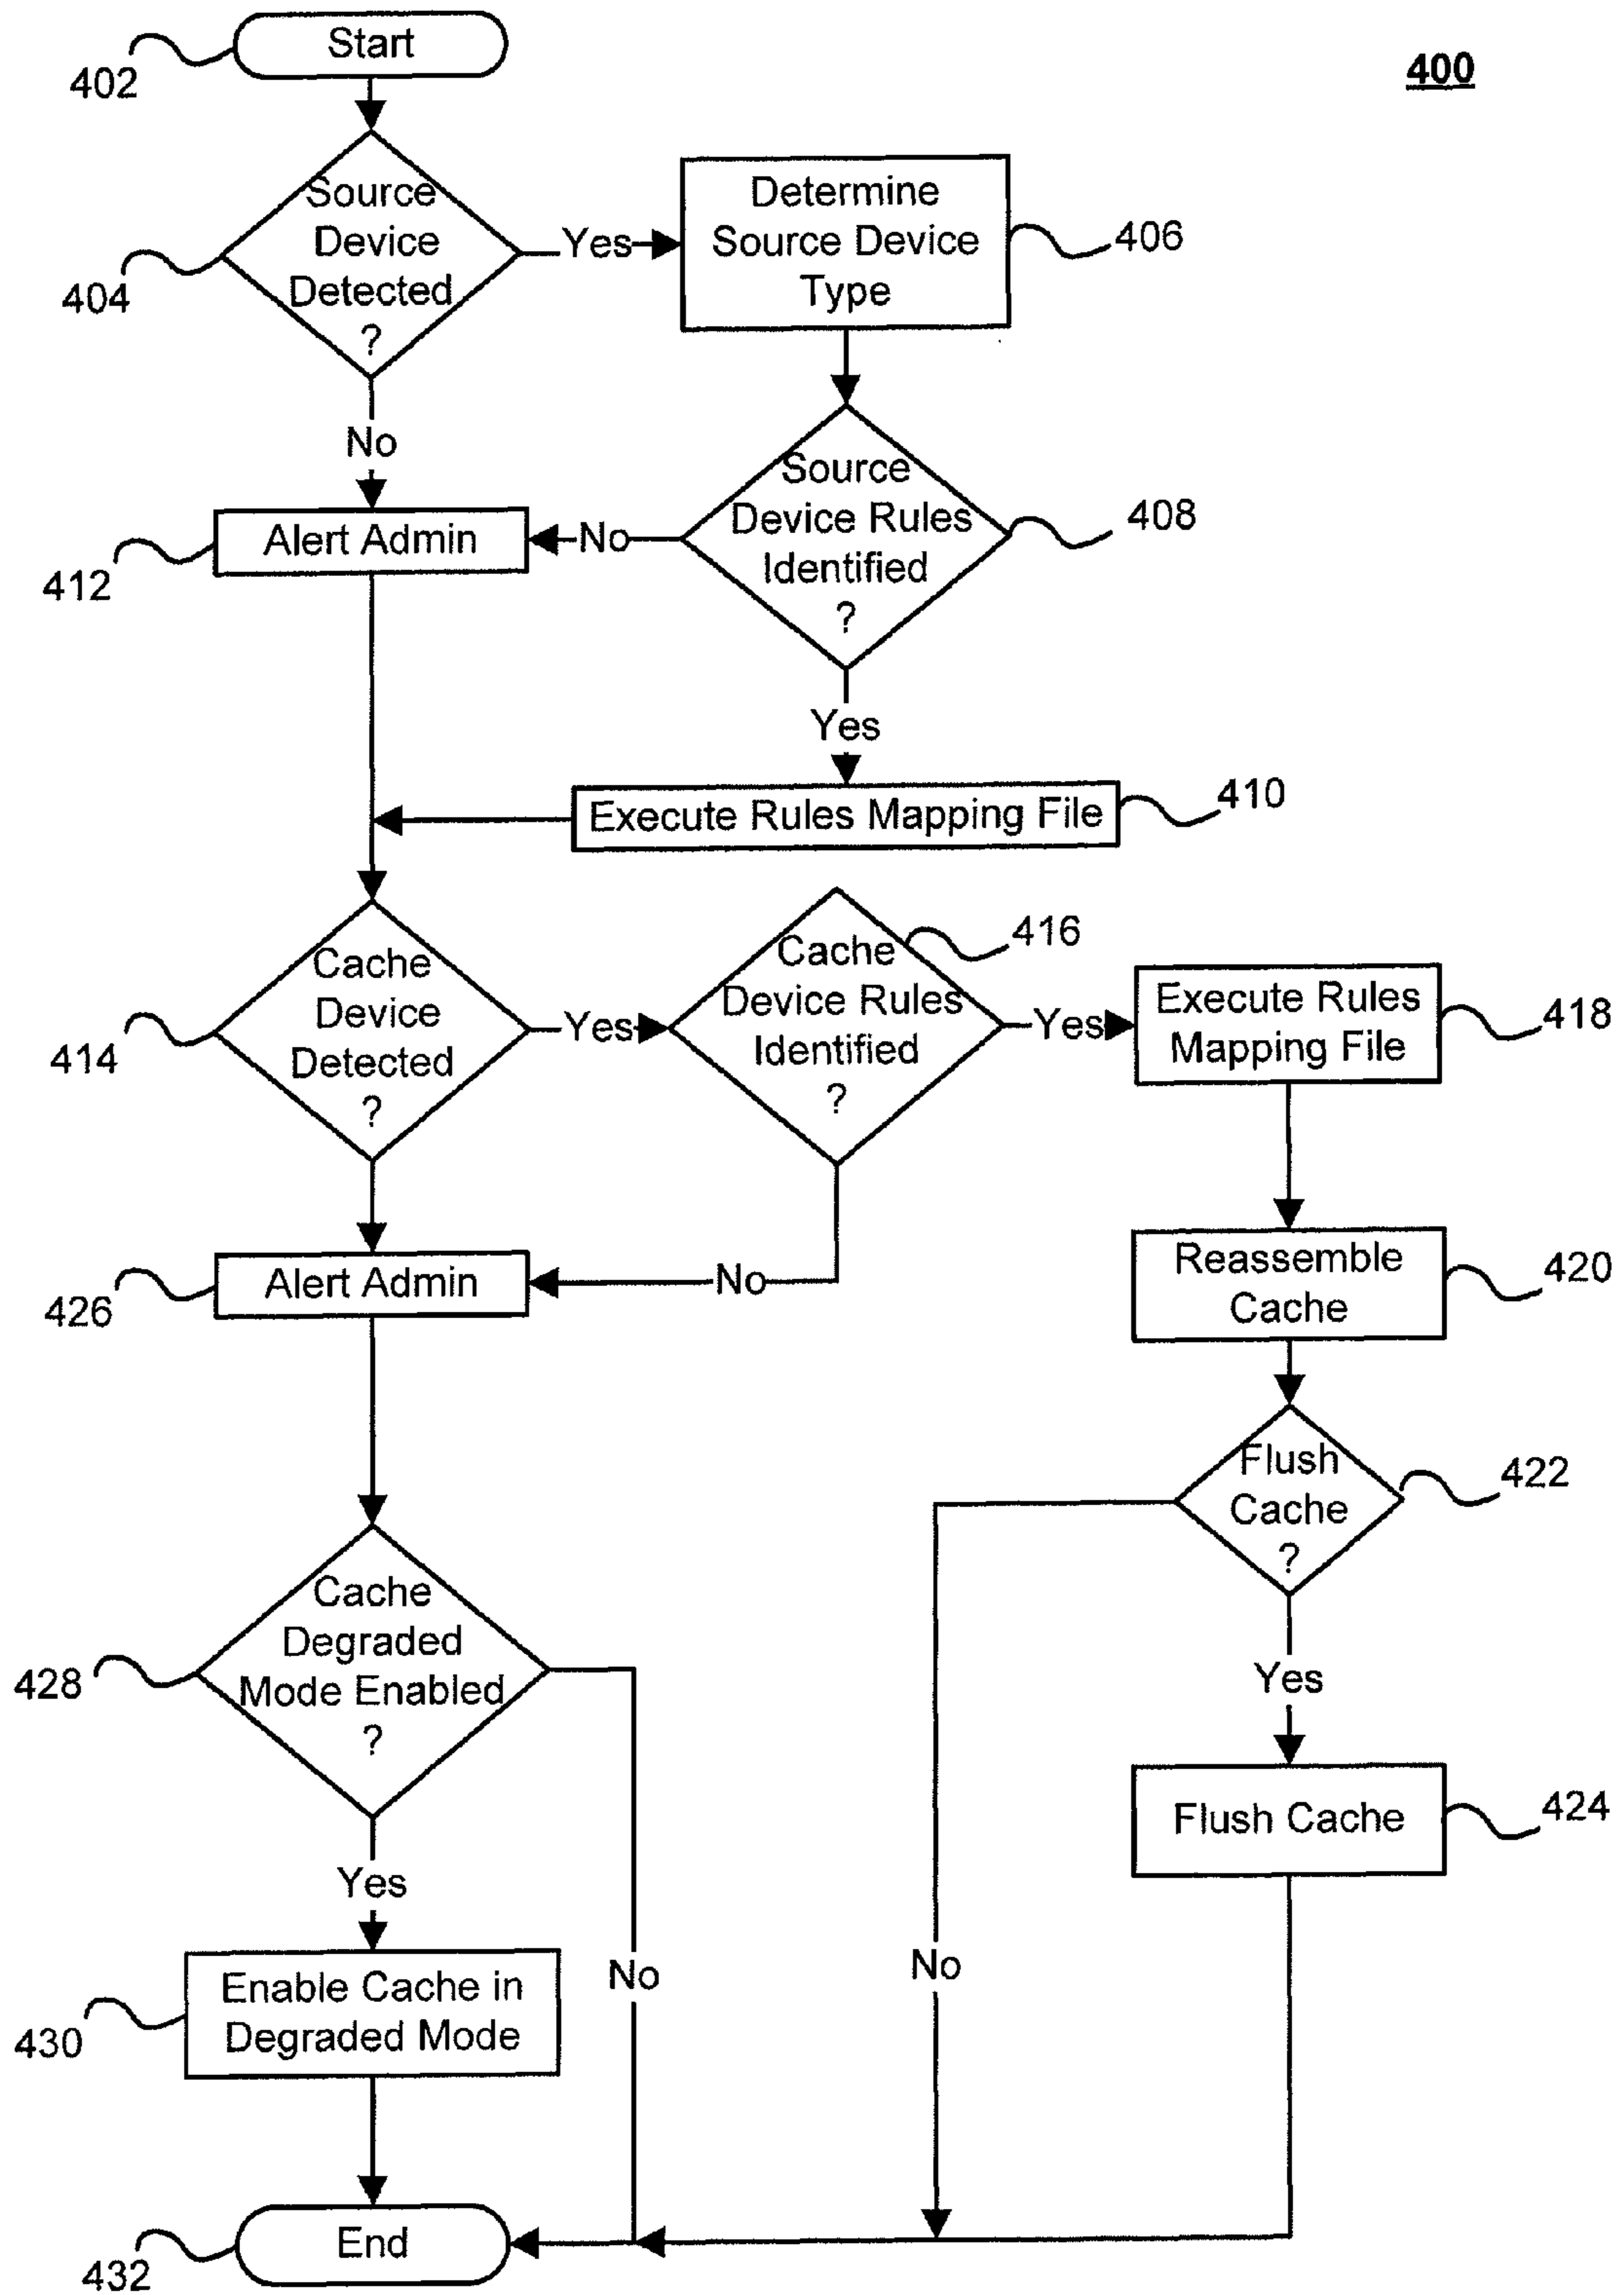 Start
402
400
Source
Device
Detected
?
404
Yes
Determine
Source Device
Type
406
No
Source
Device Rules
Identified
?
408
Alert Admin
412
No
Yes
Execute Rules Mapping File
410
Cache
Device
Detected
?
414
Yes
Cache
Device Rules
Identified
?
416
Yes
Execute Rules
Mapping File
418
Alert Admin
426
No
Reassemble
Cache
420
Flush
Cache
?
422
Cache
Degraded
Mode Enabled
?
428
Yes
Flush Cache
424
Yes
No
No
Enable Cache in
Degraded Mode
430
End
432